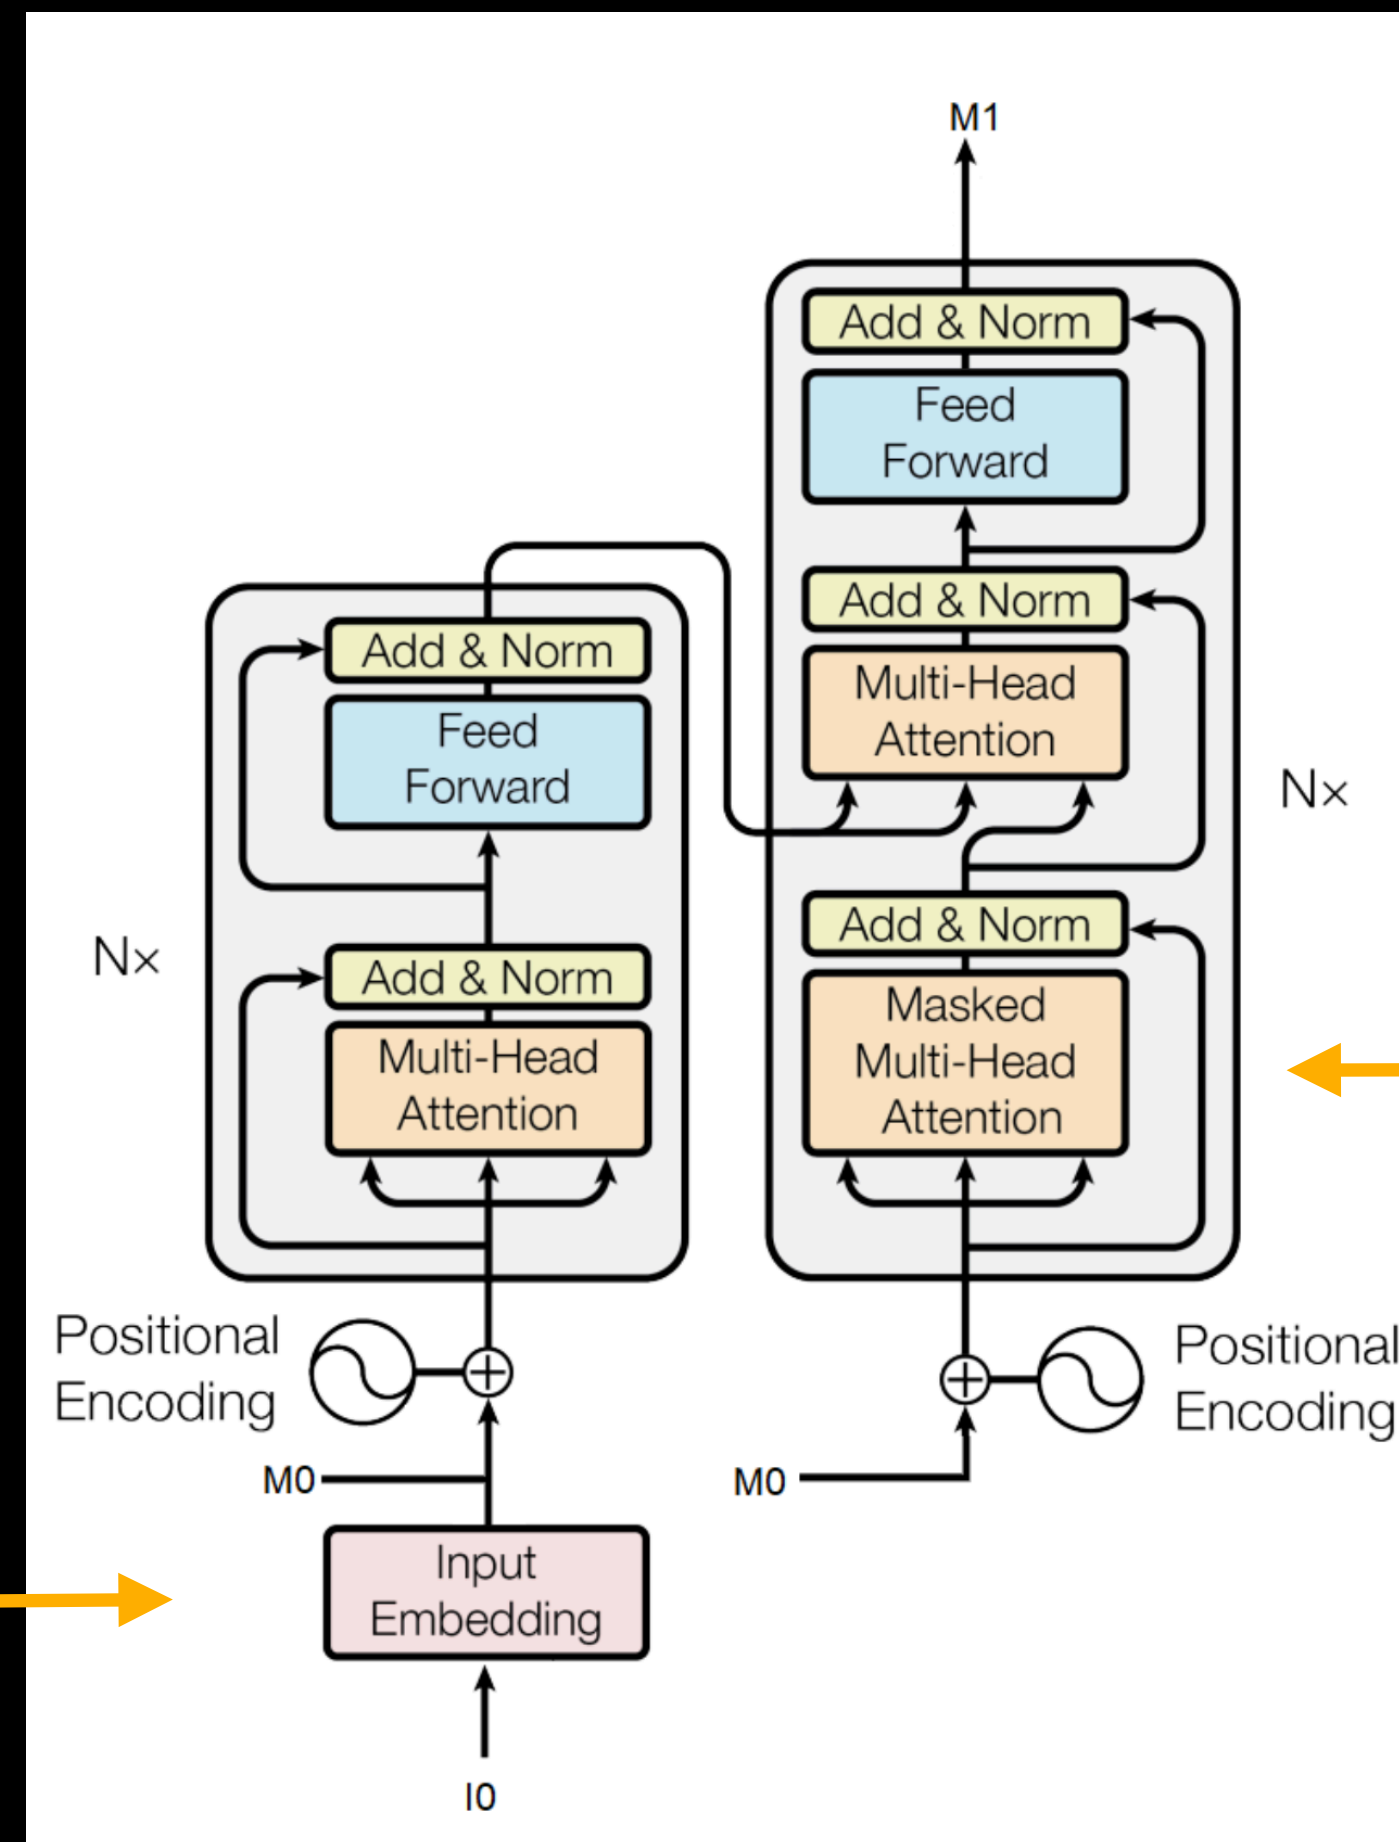 M1
Add & Norm
Feed
Forward
Add & Norm
Multi-Head
Attention
Nx
Add & Norm
Masked
Multi-Head
Attention
Positional
Encoding
M0
Add & Norm
Feed
Forward
Nx
Add & Norm
Multi-Head
Attention
Positional
Encoding
M0
Input
Embedding
I0